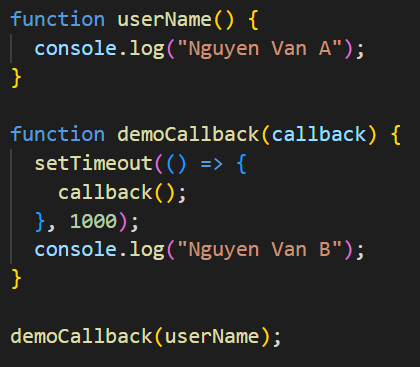 function userName() {
  console.log("Nguyen Van A");
}

function demoCallback(callback) {
  setTimeout(() => {
    callback();
  }, 1000);
  console.log("Nguyen Van B");
}

demoCallback(userName);